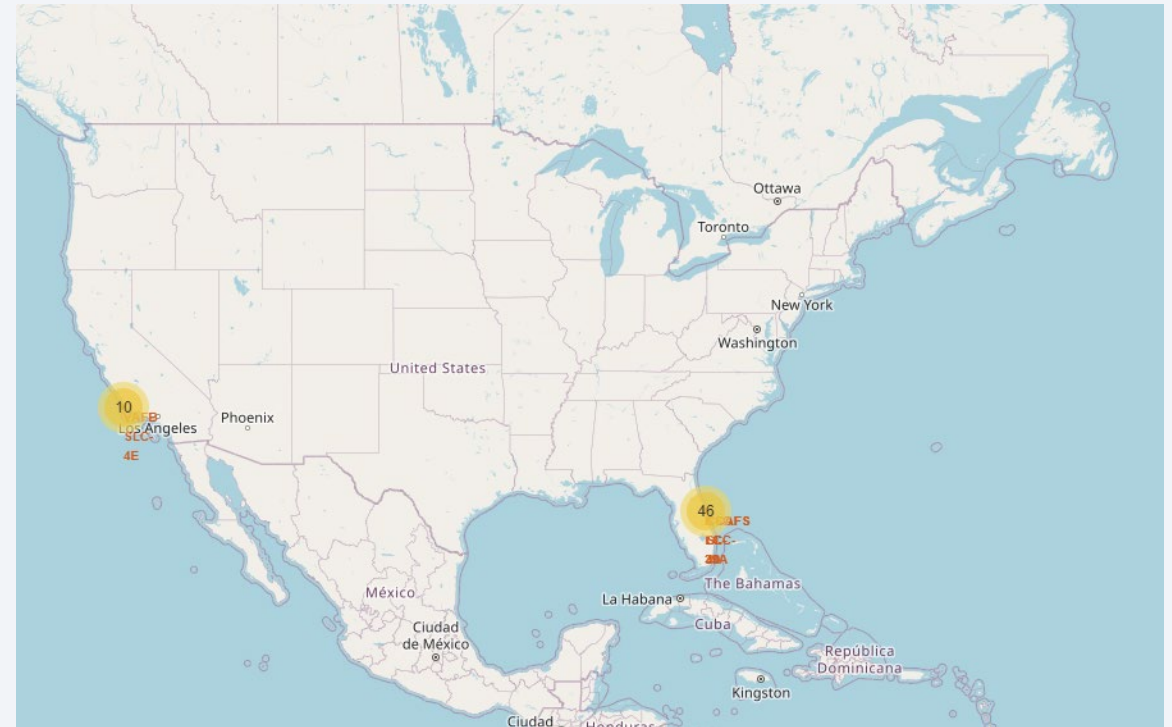 Ottawa
Toronto
New York
Washington
United States
10
Los Angeles
SLC-
4E
Phoenix
46
The Bahamas
La Habana
Cuba
México
Ciudad
de México
República
Dominicana
Kingston
Ciudad
Honduras